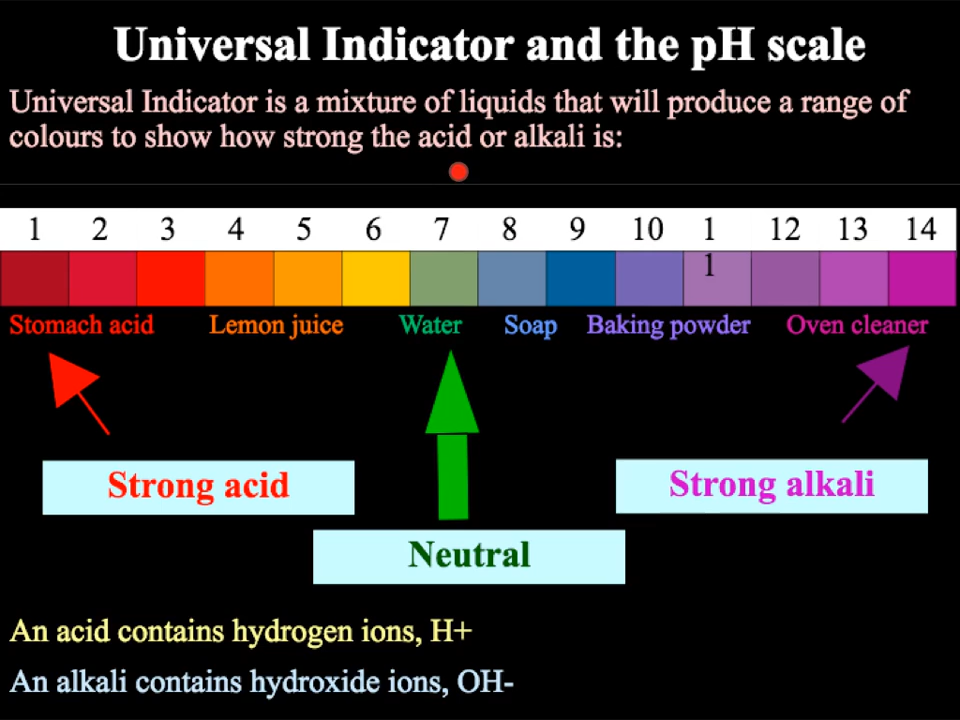 Universal Indicator and the pH scale
Universal Indicator is a mixture of liquids that will produce a range of
colours to show how strong the acid or alkali is:
1 2 3 4 5 6 7 8 9 10 1 12 13 14
1
Stomach acid Lemon juice Water Soap Baking powder Oven cleaner
Strong acid Strong alkali
Neutral
An acid contains hydrogen ions, H+
An alkali contains hydroxide ions, OH-